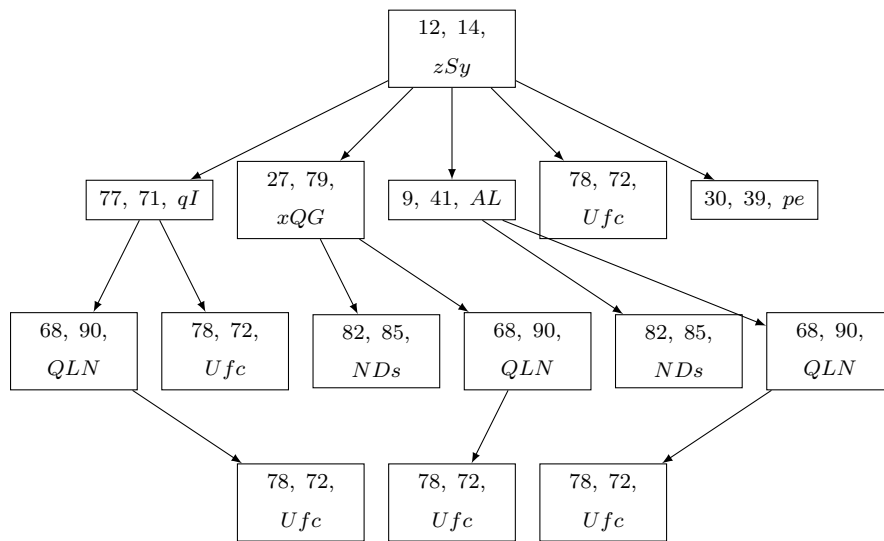 12, 14,
zSy
77, 71, qI
27, 79,
xQG
9, 41, AL
78, 72,
Ufc
30, 39, pe
68, 90,
QLN
78, 72,
Ufc
82, 85,
NDs
68, 90,
QLN
82, 85,
NDs
68, 90,
QLN
78, 72,
Ufc
78, 72,
Ufc
78, 72,
Ufc